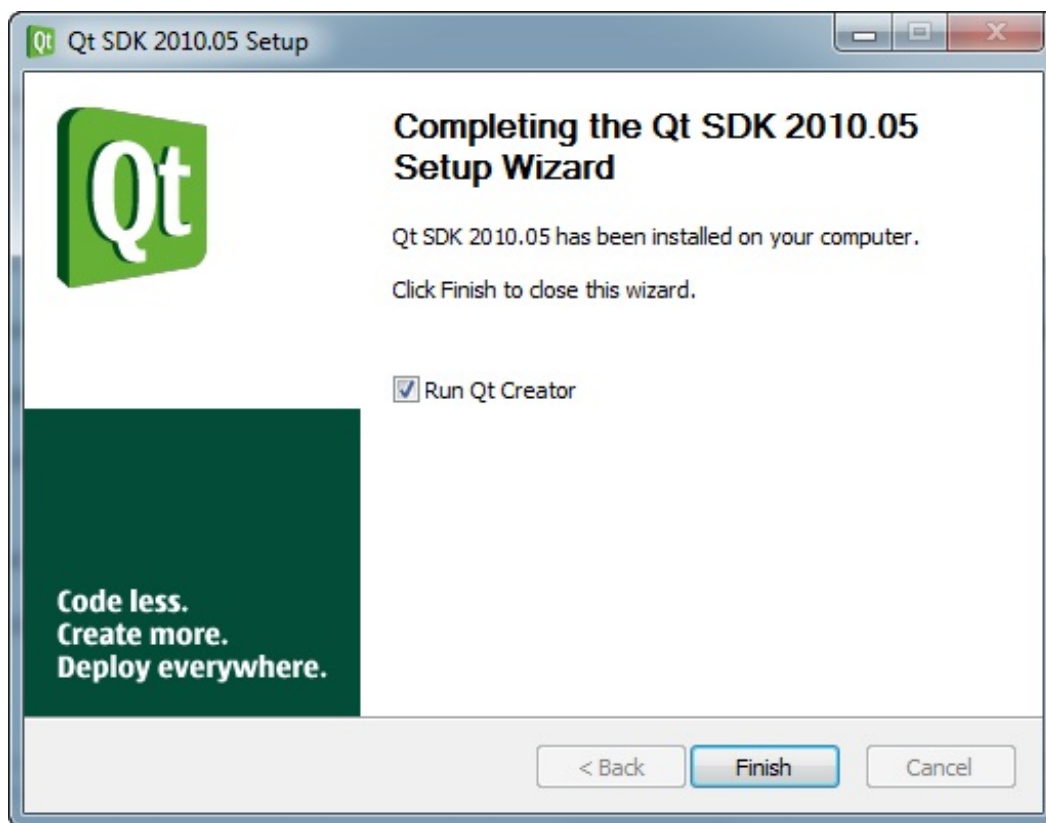 Qt SDK 2010.05 Setup
Qt
Completing the Qt SDK 2010.05
Setup Wizard
Qt SDK 2010.05 has been installed on your computer.
Click Finish to close this wizard.
Run Qt Creator
Code less.
Create more.
Deploy everywhere.
< Back
Finish
Cancel